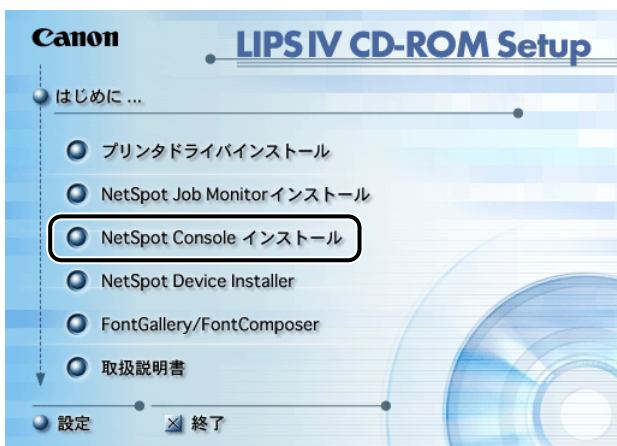 Canon
LIPS IV CD-ROM Setup
はじめに ...
プリンタドライバインストール
NetSpot Job Monitorインストール
NetSpot Console インストール
NetSpot Device Installer
FontGallery/FontComposer
取扱説明書
設定
終了